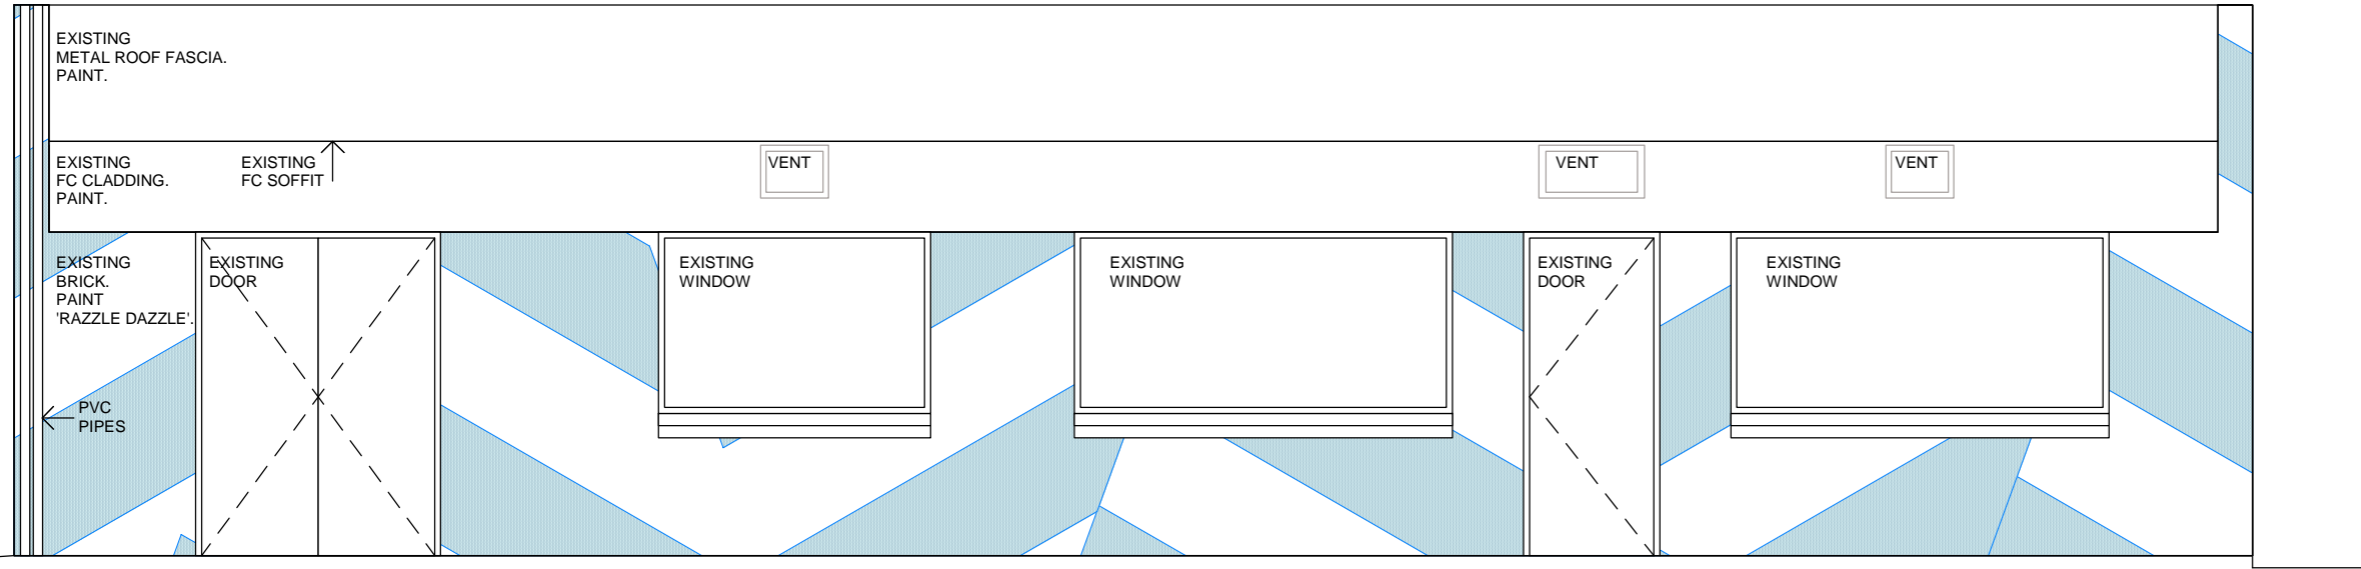 EXISTING
METAL ROOF FASCIA.
PAINT.
EXISTING
FC CLADDING.
PAINT.
EXISTING
FC SOFFIT
VENT
VENT
VENT
EXISTING
BRICK.
PAINT
'RAZZLE DAZZLE'.
EXISTING
DOOR
EXISTING
WINDOW
EXISTING
WINDOW
EXISTING
DOOR
EXISTING
WINDOW
PVC
PIPES